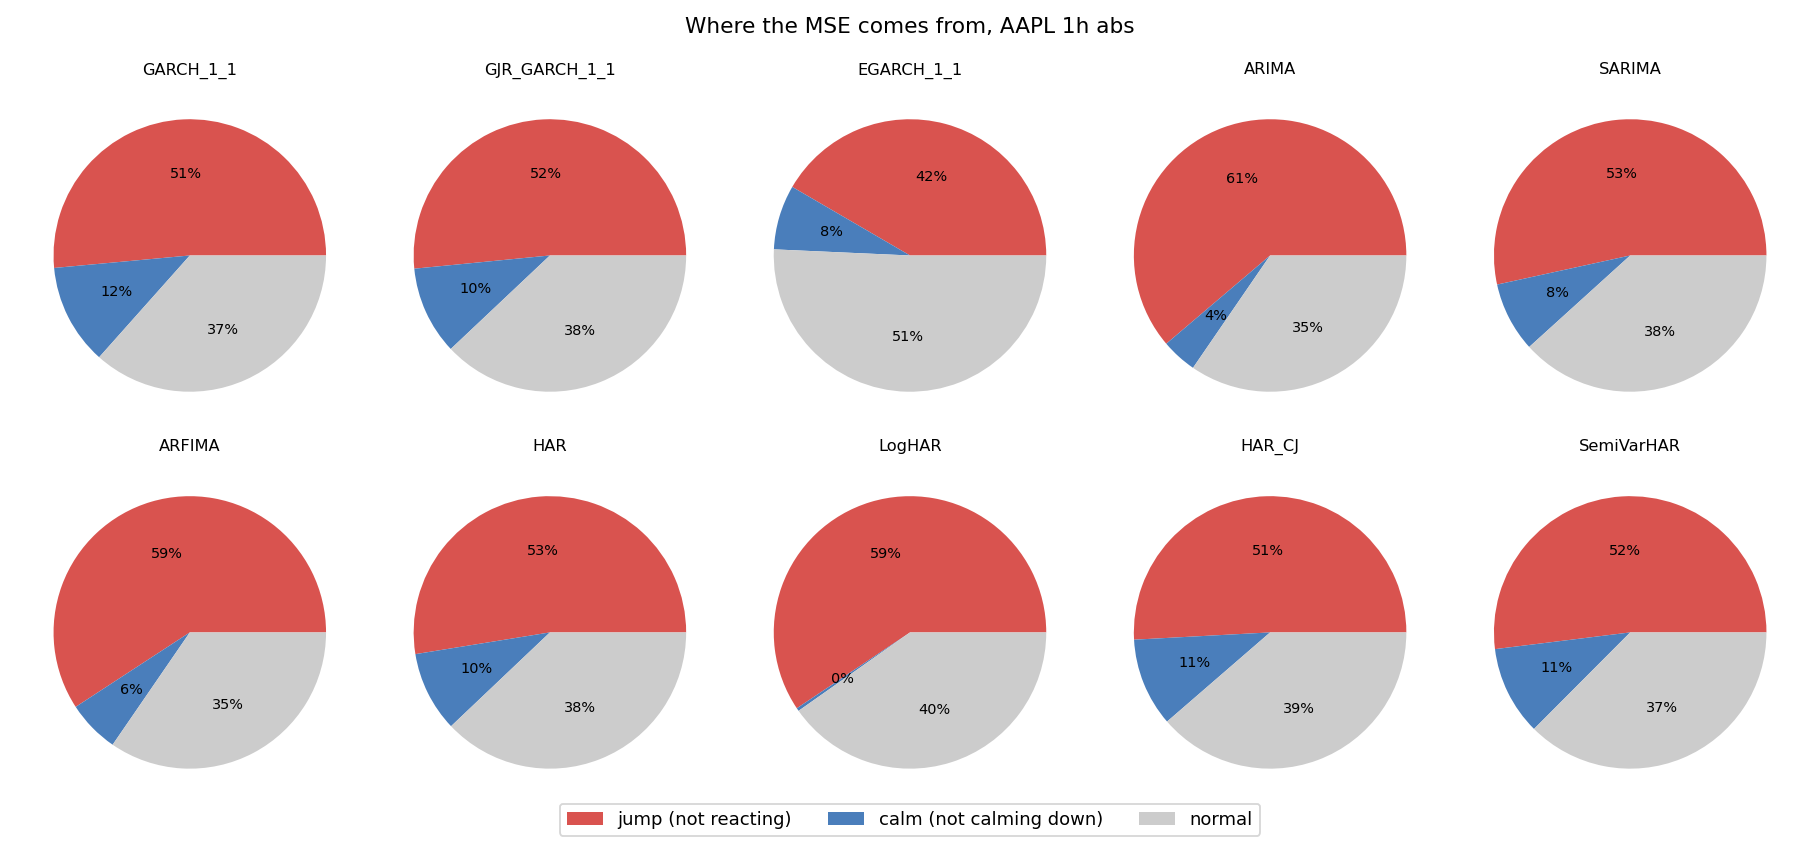 Where the MSE comes from, AAPL 1h abs
GARCH_1_1
51%
12%
37%
GJR_GARCH_1_1
52%
10%
38%
EGARCH_1_1
42%
8%
51%
ARIMA
61%
4%
35%
SARIMA
53%
8%
38%
ARFIMA
59%
6%
35%
HAR
53%
10%
38%
LogHAR
59%
0%
40%
HAR_CJ
51%
11%
39%
SemiVarHAR
52%
11%
37%
jump (not reacting)
calm (not calming down)
normal